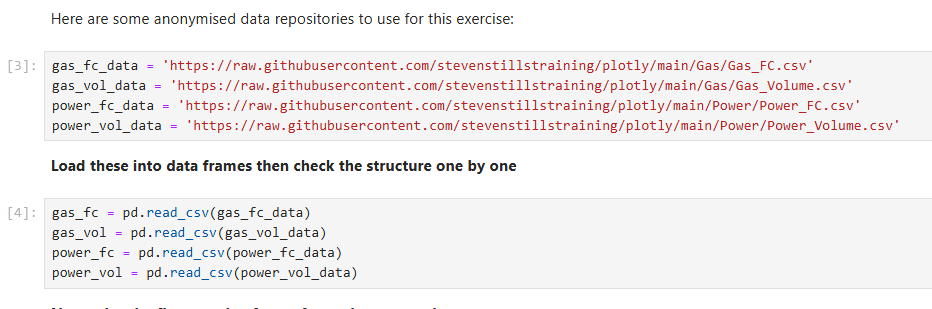 Here are some anonymised data repositories to use for this exercise:
[3]: gas_fc_data = 'https://raw.githubusercontent.com/stevenstillstraining/plotly/main/Gas/Gas_FC.csv'
gas_vol_data = 'https://raw.githubusercontent.com/stevenstillstraining/plotly/main/Gas/Gas_Volume.csv'
power_fc_data = 'https://raw.githubusercontent.com/stevenstillstraining/plotly/main/Power/Power_FC.csv'
power_vol_data = 'https://raw.githubusercontent.com/stevenstillstraining/plotly/main/Power/Power_Volume.csv'
Load these into data frames then check the structure one by one
[4]: gas_fc = pd.read_csv(gas_fc_data)
gas_vol = pd.read_csv(gas_vol_data)
power_fc = pd.read_csv(power_fc_data)
power_vol = pd.read_csv(power_vol_data)